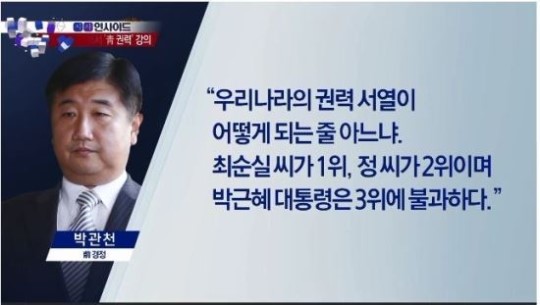 인사이드
'靑 권력' 강의
“우리나라의 권력 서열이
어떻게 되는 줄 아느냐.
최순실 씨가 1위, 정 씨가 2위이며
박근혜 대통령은 3위에 불과하다.”
박관천
前 경정